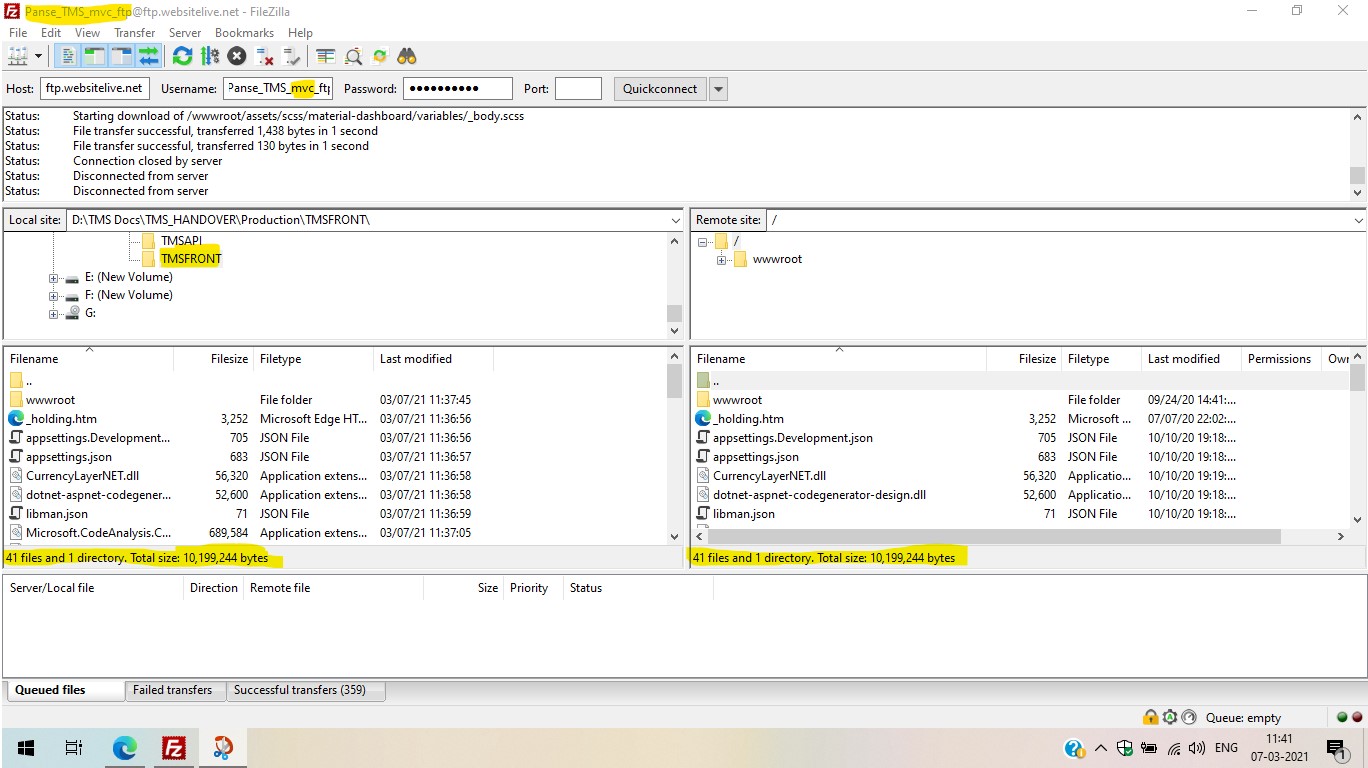 Panse_TMS_mvc_ftp@ftp.websitelive.net - FileZilla
File Edit View Transfer Server Bookmarks Help
Host: ftp.websitelive.net Username: Panse_TMS_mvc_ftp Password: ●●●●●●●●●● Port: Quickconnect
Status: Starting download of /wwwroot/assets/scss/material-dashboard/variables/_body.scss
Status: File transfer successful, transferred 1,438 bytes in 1 second
Status: File transfer successful, transferred 130 bytes in 1 second
Status: Connection closed by server
Status: Disconnected from server
Status: Disconnected from server
Local site: D:\TMS Docs\TMS_HANDOVER\Production\TMSFRONT\
TMSAPI
TMSFRONT
E: (New Volume)
F: (New Volume)
G:
Remote site: /
/
wwwroot
Filename Filesize Filetype Last modified
..
wwwroot File folder 03/07/21 11:37:45
_holding.htm 3,252 Microsoft Edge HT... 03/07/21 11:36:56
appsettings.Development... 705 JSON File 03/07/21 11:36:56
appsettings.json 683 JSON File 03/07/21 11:36:57
CurrencyLayerNET.dll 56,320 Application extens... 03/07/21 11:36:58
dotnet-aspnet-codegener... 52,600 Application extens... 03/07/21 11:36:58
libman.json 71 JSON File 03/07/21 11:36:59
Microsoft.CodeAnalysis.C... 689,584 Application extens... 03/07/21 11:37:05
41 files and 1 directory. Total size: 10,199,244 bytes
Filename Filesize Filetype Last modified Permissions Owr
..
wwwroot File folder 09/24/20 14:41:...
_holding.htm 3,252 Microsoft ... 07/07/20 22:02:...
appsettings.Development.json 705 JSON File 10/10/20 19:18:...
appsettings.json 683 JSON File 10/10/20 19:18:...
CurrencyLayerNET.dll 56,320 Applicatio... 10/10/20 19:19:...
dotnet-aspnet-codegenerator-design.dll 52,600 Applicatio... 10/10/20 19:18:...
libman.json 71 JSON File 10/10/20 19:18:...
41 files and 1 directory. Total size: 10,199,244 bytes
Server/Local file Direction Remote file Size Priority Status
Queued files Failed transfers Successful transfers (359)
Queue: empty
ENG 11:41
07-03-2021
1